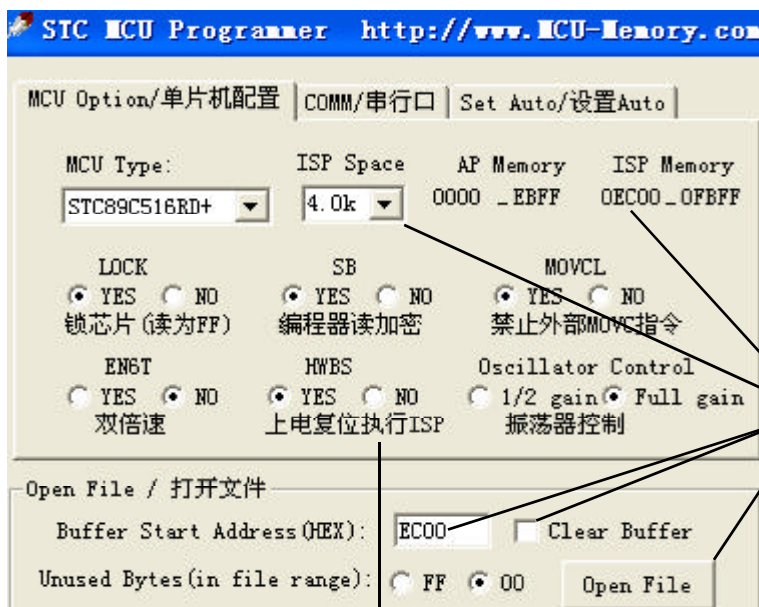 STC MCU Programmer http://www.MCU-Memory.com
MCU Option/单片机配置 COMM/串行口 Set Auto/设置Auto
MCU Type: ISP Space AP Memory ISP Memory
STC89C516RD+ 4.0k 0000 _ EBFF 0EC00_0FBFF
LOCK SB MOVCL
YES NO YES NO YES NO
锁芯片(读为FF) 编程器读加密 禁止外部MOVC指令
EN6T HWBS Oscillator Control
YES NO YES NO 1/2 gain Full gain
双倍速 上电复位执行ISP 振荡器控制
Open File / 打开文件
Buffer Start Address(HEX): EC00 Clear Buffer
Unused Bytes(in file range): FF 00 Open File